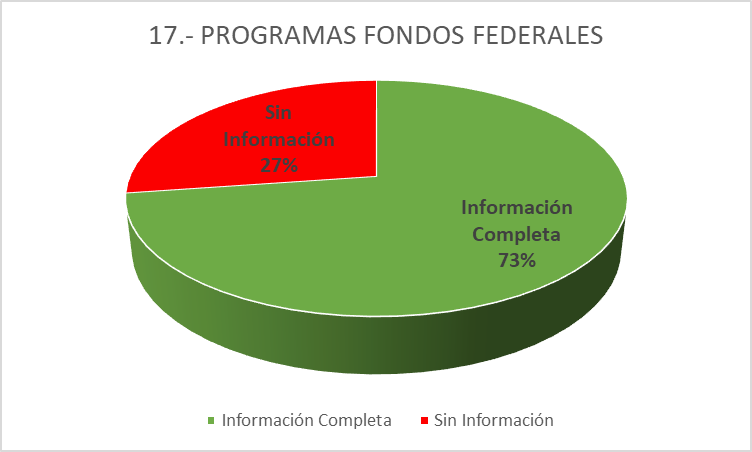 17.- PROGRAMAS FONDOS FEDERALES
Sin
Información
27%
Información
Completa
73%
Información Completa
Sin Información